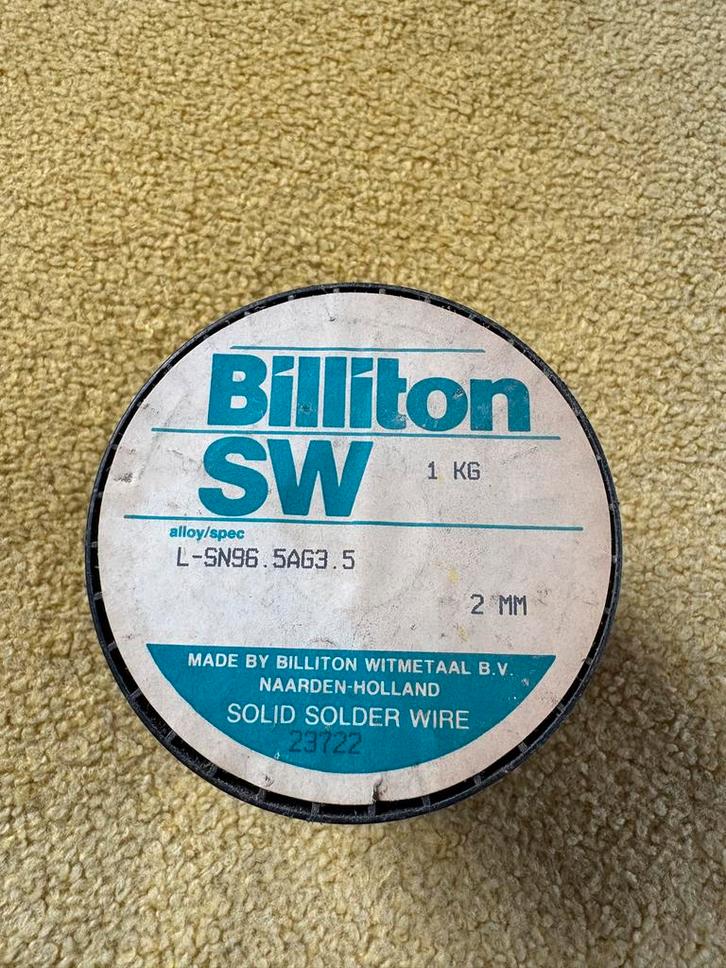 Billiton
SW 1 KG
alloy/spec
L-SN96.5AG3.5
2 MM
MADE BY BILLITON WITMETAAL B.V.
NAARDEN-HOLLAND
SOLID SOLDER WIRE
23722